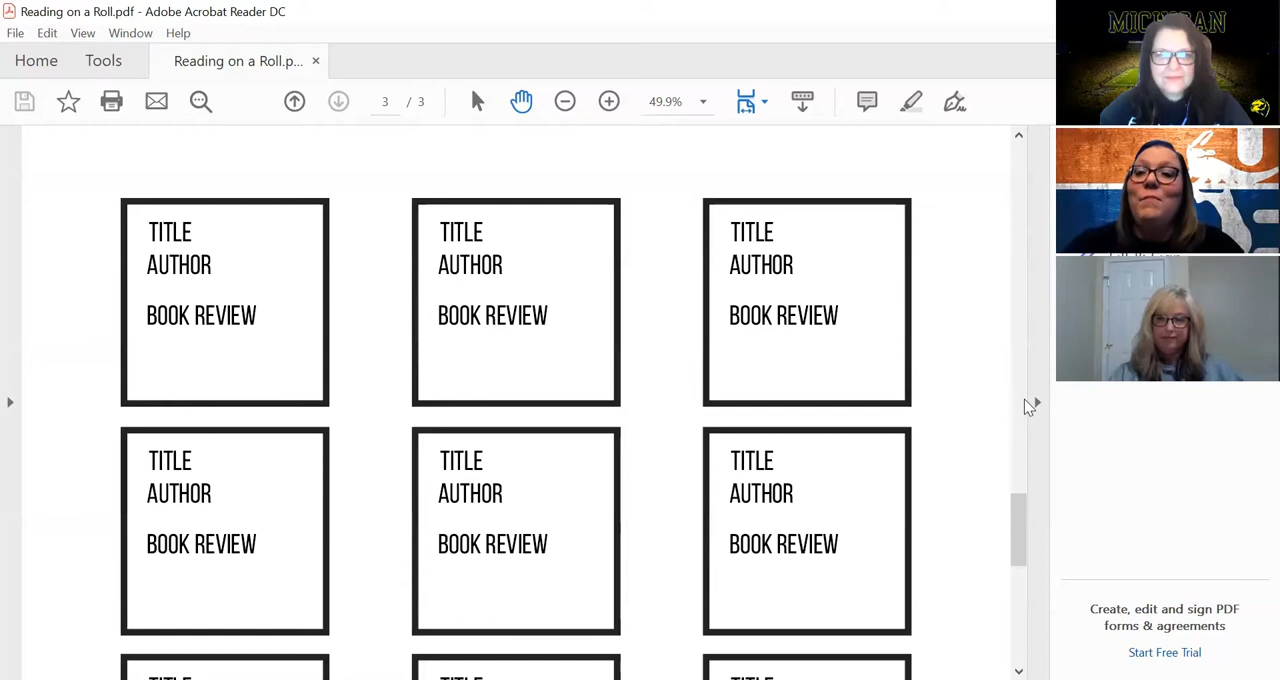 Reading on a Roll.pdf - Adobe Acrobat Reader DC
File Edit View Window Help
Home Tools Reading on a Roll.p... ×
3 / 3 49.9%
MICHIGAN
TITLE TITLE TITLE
AUTHOR AUTHOR AUTHOR
BOOK REVIEW BOOK REVIEW BOOK REVIEW
TITLE TITLE TITLE
AUTHOR AUTHOR AUTHOR
BOOK REVIEW BOOK REVIEW BOOK REVIEW
TITLE TITLE TITLE
Create, edit and sign PDF
forms & agreements
Start Free Trial